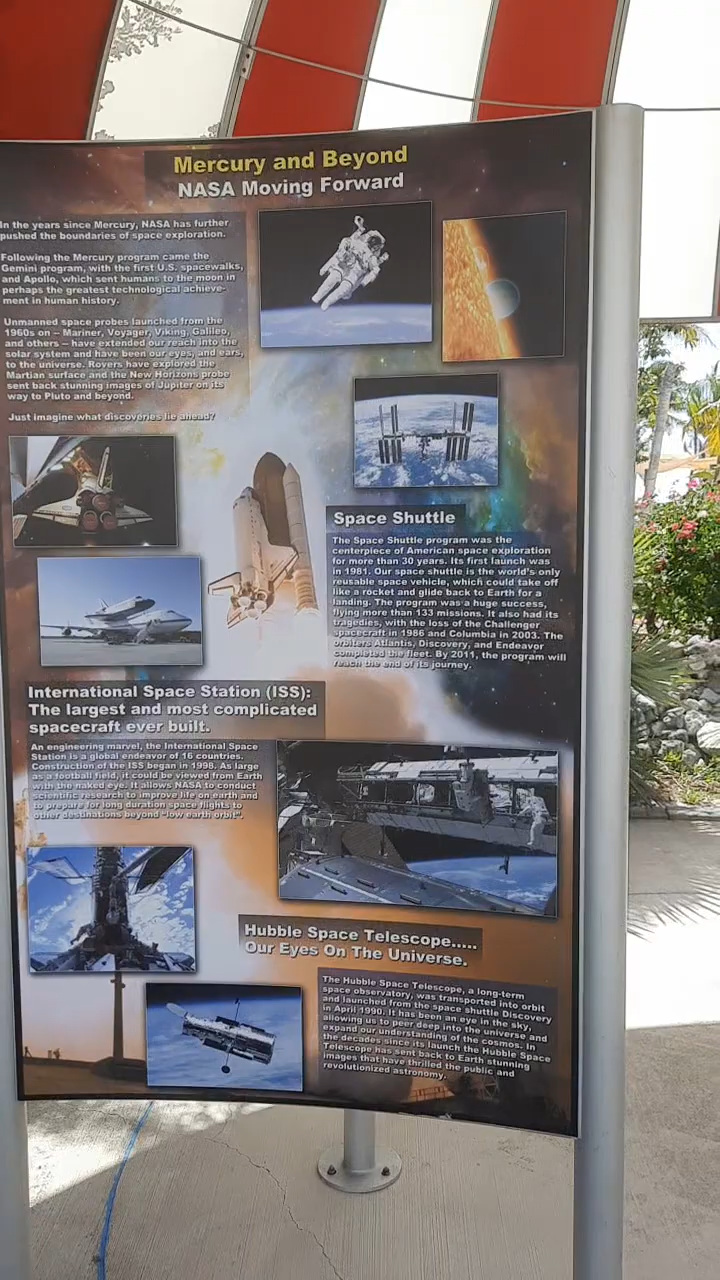 Mercury and Beyond
NASA Moving Forward
In the years since Mercury, NASA has further
pushed the boundaries of space exploration.
Following the Mercury program came the
Gemini program, with the first U.S. spacewalks,
and Apollo, which sent humans to the moon in
perhaps the greatest technological achieve-
ment in human history.
Unmanned space probes launched from the
1960s on – Mariner, Voyager, Viking, Galileo,
and others – have extended our reach into the
solar system and have been our eyes, and ears,
to the universe. Rovers have explored the
Martian surface and the New Horizons probe
sent back stunning images of Jupiter on its
way to Pluto and beyond.
Just imagine what discoveries lie ahead?
Space Shuttle
The Space Shuttle program was the
centerpiece of American space exploration
for more than 30 years. Its first launch was
in 1981. Our space shuttle is the world's only
reusable space vehicle, which could take off
like a rocket and glide back to Earth for a
landing. The program was a huge success,
flying more than 133 missions. It also had its
tragedies, with the loss of the Challenger
spacecraft in 1986 and Columbia in 2003. The
orbiters Atlantis, Discovery, and Endeavor
completed the fleet. By 2011, the program will
reach the end of its journey.
International Space Station (ISS):
The largest and most complicated
spacecraft ever built.
An engineering marvel, the International Space
Station is a global endeavor of 16 countries.
Construction of the ISS began in 1998. As large
as a football field, it could be viewed from Earth
with the naked eye. It allows NASA to conduct
scientific research to improve life on earth and
to prepare for long duration space flights to
other destinations beyond "low earth orbit".
Hubble Space Telescope.....
Our Eyes On The Universe.
The Hubble Space Telescope, a long-term
space observatory, was transported into orbit
and launched from the space shuttle Discovery
in April 1990. It has been an eye in the sky,
allowing us to peer deep into the universe and
expand our understanding of the cosmos. In
the decades since its launch the Hubble Space
Telescope has sent back to Earth stunning
images that have thrilled the public and
revolutionized astronomy.